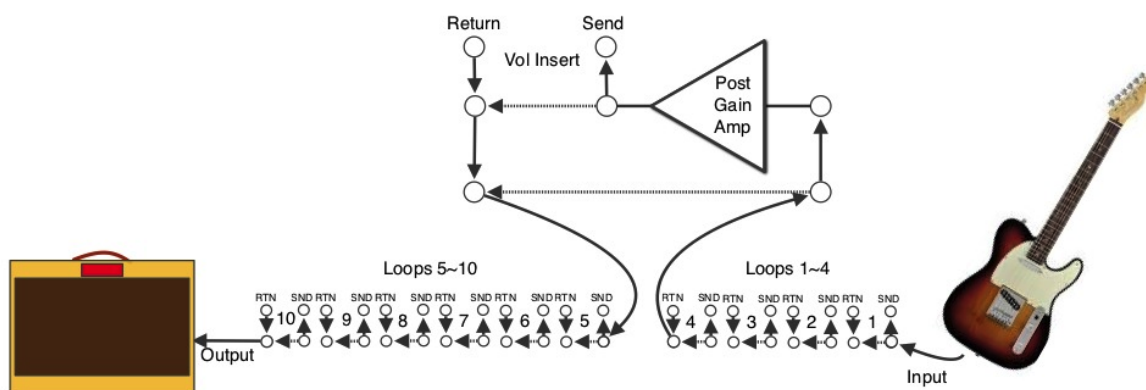 Return
Send
Vol Insert
Post
Gain
Amp
Loops 5~10
Loops 1~4
RTN SND RTN SND RTN SND RTN SND RTN SND RTN SND
RTN SND RTN SND RTN SND RTN SND
10 9 8 7 6 5
4 3 2 1
Output
Input